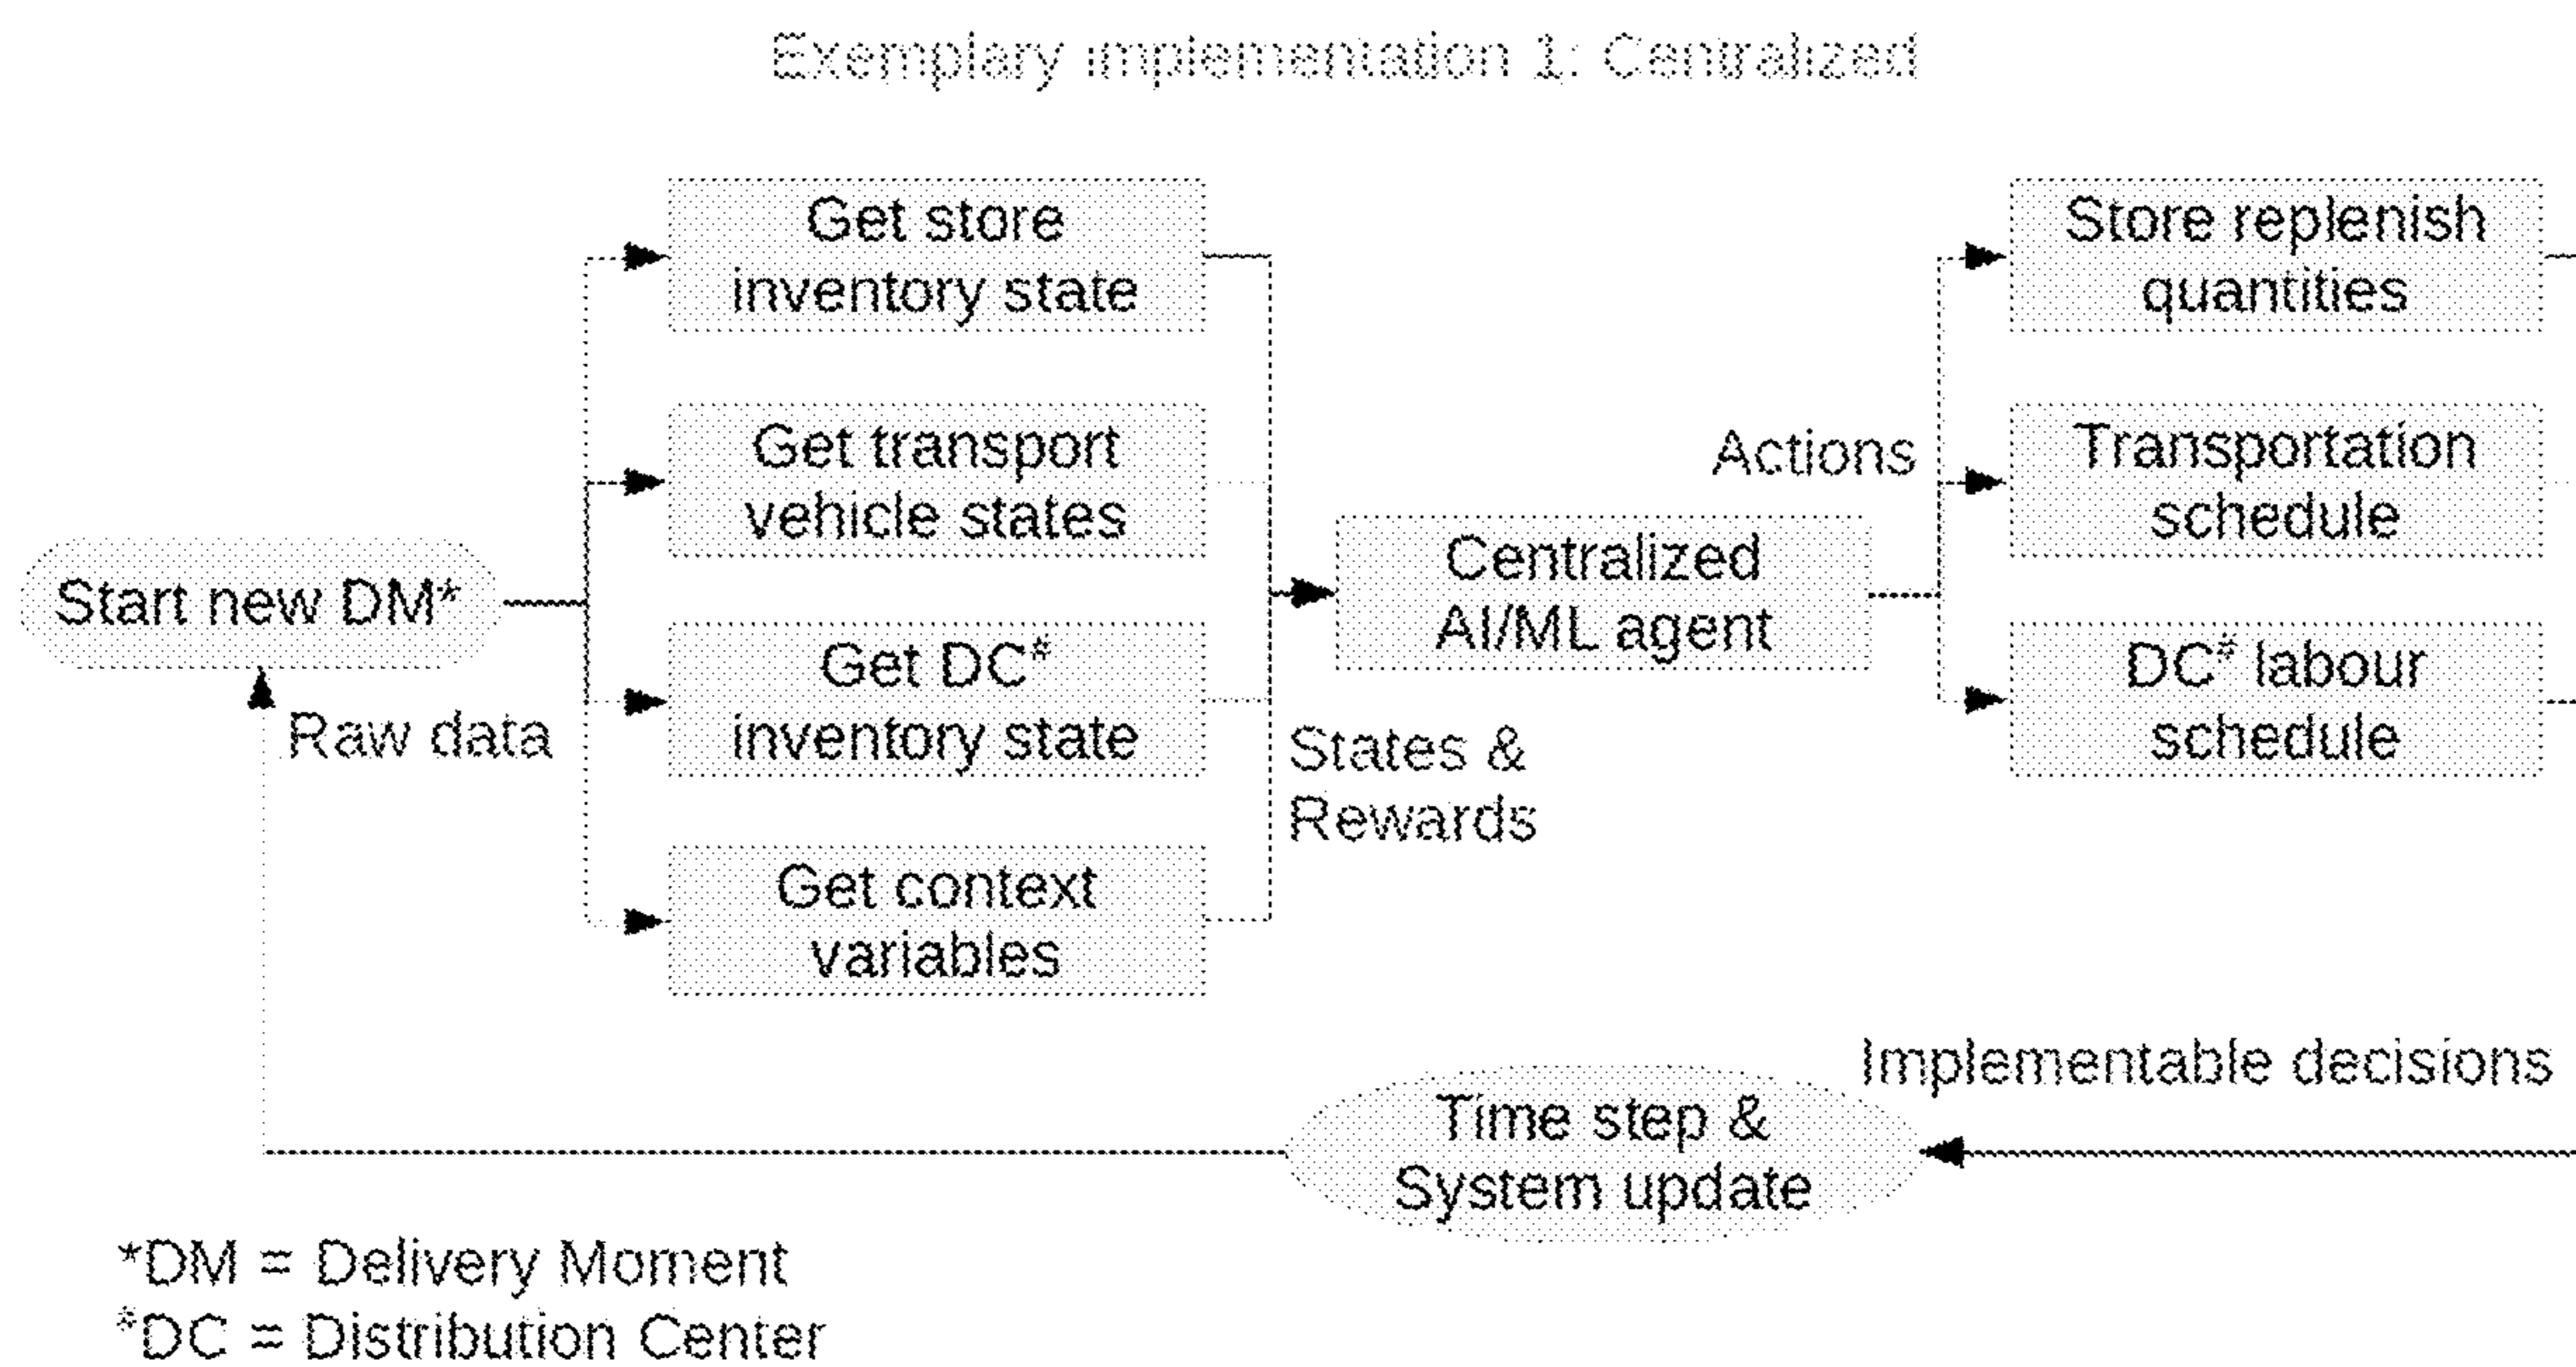 Exemplary implementation 1: Centralized
Get store
inventory state
Get transport
vehicle states
Start new DM*
Get DC#
inventory state
Raw data
Get context
variables
States &
Rewards
Centralized
AI/ML agent
Actions
Store replenish
quantities
Transportation
schedule
DC# labour
schedule
Implementable decisions
Time step &
System update
*DM = Delivery Moment
#DC = Distribution Center